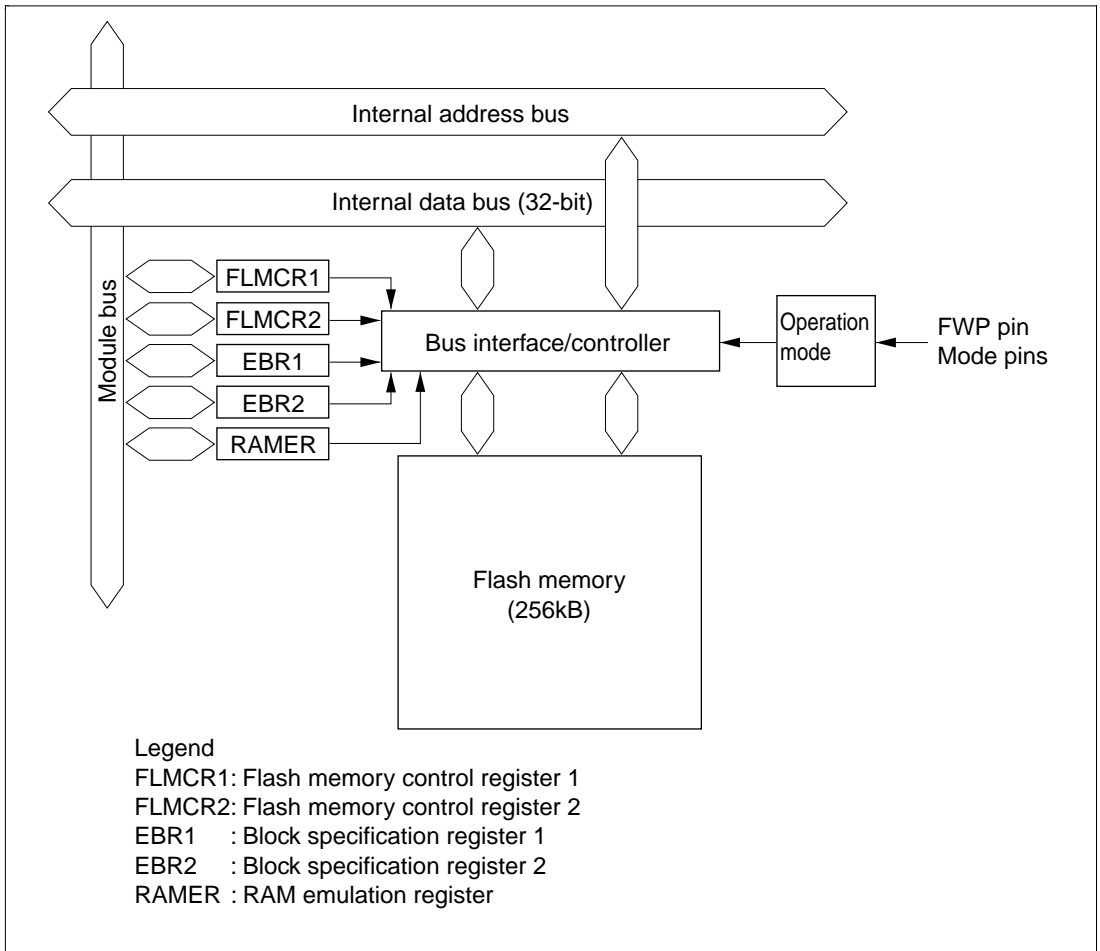 Internal address bus
Internal data bus (32-bit)
Module bus
FLMCR1
FLMCR2
EBR1
EBR2
RAMER
Bus interface/controller
Operation
mode
FWP pin
Mode pins
Flash memory
(256kB)
Legend
FLMCR1: Flash memory control register 1
FLMCR2: Flash memory control register 2
EBR1 : Block specification register 1
EBR2 : Block specification register 2
RAMER : RAM emulation register